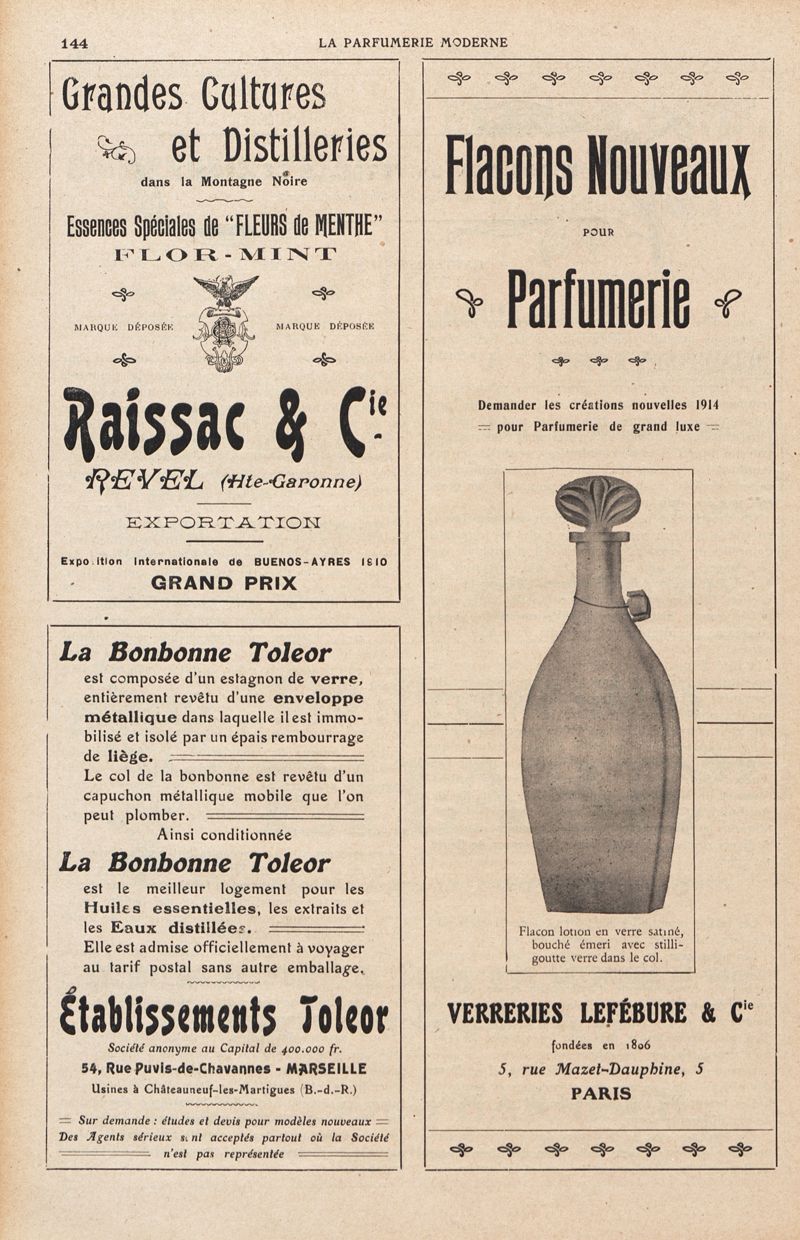 144
LA PARFUMERIE MODERNE
Grandes Cultures
et Distilleries
dans la Montagne Noire
Essences Spéciales de "FLEURS de MENTHE"
FLOR-MINT
MARQUE DÉPOSÉE
MARQUE DÉPOSÉE
Raissac & Cie
REVEL (Hte-Garonne)
EXPORTATION
Expo ition Internationale de BUENOS-AYRES 1910
GRAND PRIX
La Bonbonne Toleor
est composée d'un estagnon de verre,
entièrement revêtu d'une enveloppe
métallique dans laquelle il est immo-
bilisé et isolé par un épais rembourrage
de liège.
Le col de la bonbonne est revêtu d'un
capuchon métallique mobile que l'on
peut plomber.
Ainsi conditionnée
La Bonbonne Toleor
est le meilleur logement pour les
Huiles essentielles, les extraits et
les Eaux distillées.
Elle est admise officiellement à voyager
au tarif postal sans autre emballage.
Établissements Toleor
Société anonyme au Capital de 400.000 fr.
54, Rue Puvis-de-Chavannes - MARSEILLE
Usines à Châteauneuf-les-Martigues (B.-d.-R.)
Sur demande : études et devis pour modèles nouveaux
Des Agents sérieux sont acceptés partout où la Société
n'est pas représentée
Flacons Nouveaux
POUR
Parfumerie
Demander les créations nouvelles 1914
pour Parfumerie de grand luxe
Flacon lotion en verre satiné,
bouché émeri avec stilli-
goutte verre dans le col.
VERRERIES LEFÉBURE & Cie
fondées en 1806
5, rue Mazet-Dauphine, 5
PARIS